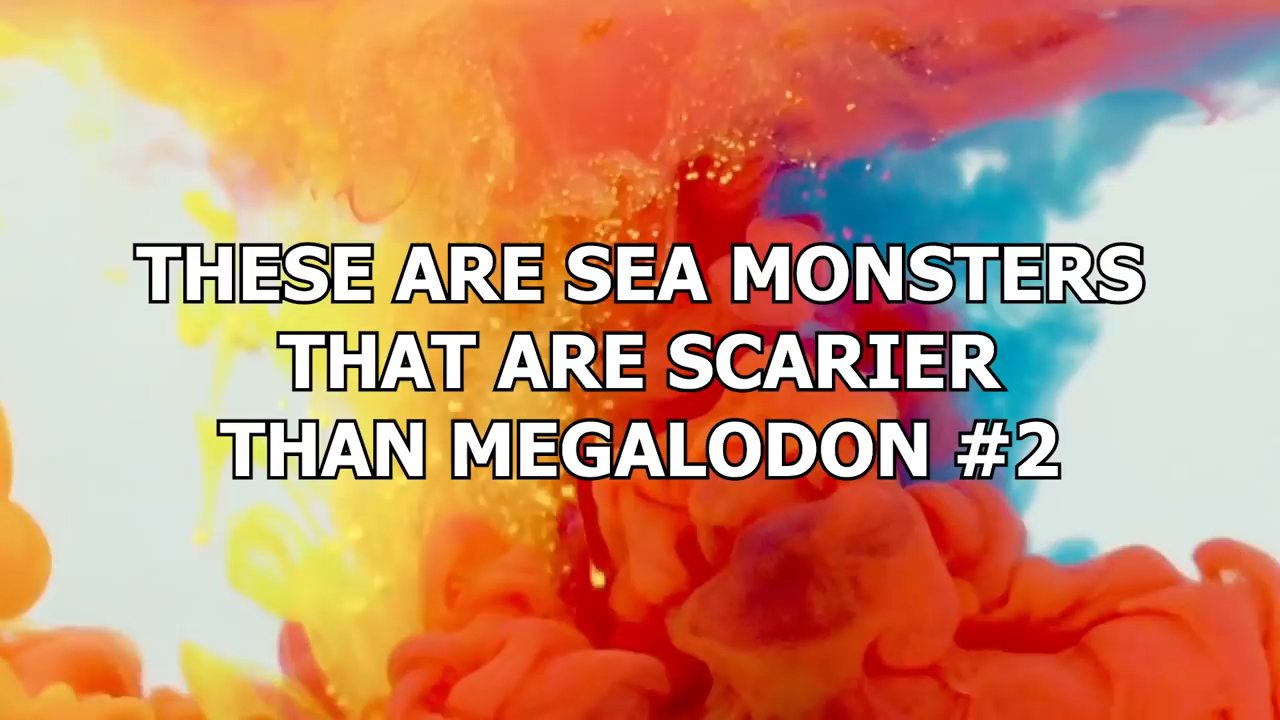 THESE ARE SEA MONSTERS
THAT ARE SCARIER
THAN MEGALODON #2